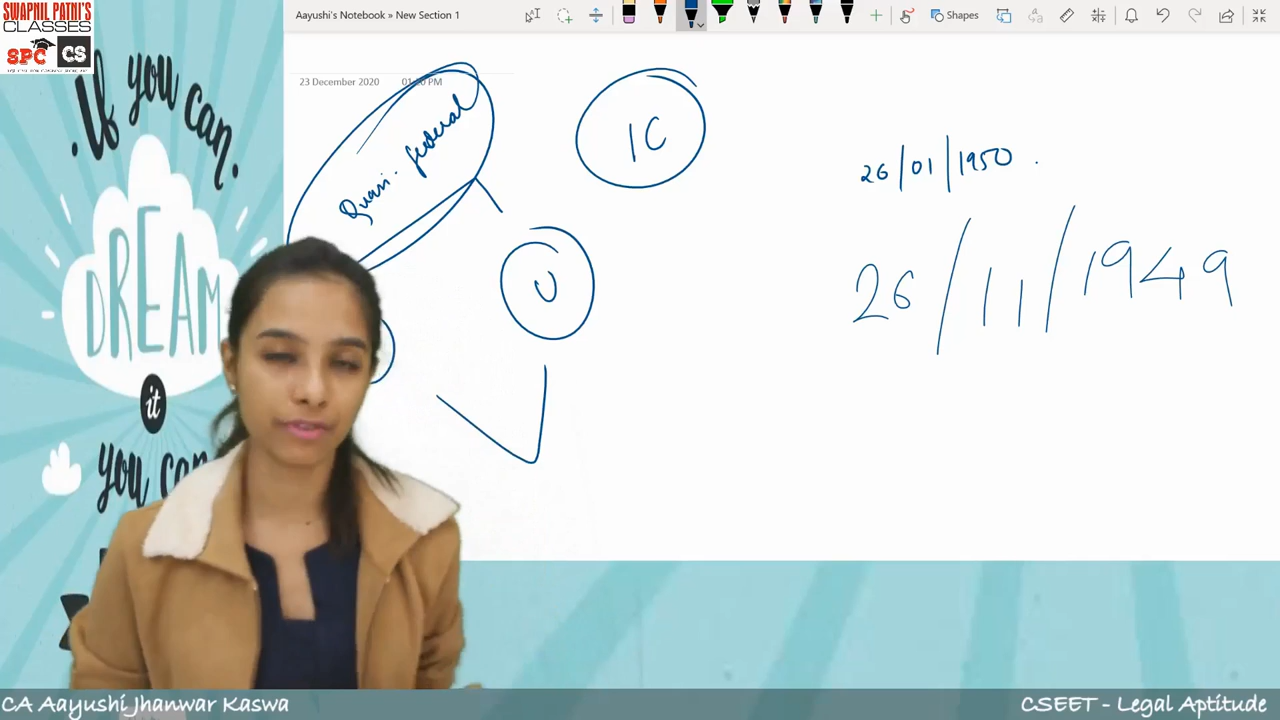 SWAPNIL PATNI'S
CLASSES
SPC CS
Aayushi's Notebook » New Section 1
Shapes
23 December 2020
PM
Quasi. federal
IC
U
26/01/1950.
26/11/1949
If you can
DREAM
it
you can
CA Aayushi Jhanwar Kaswa
CSEET - Legal Aptitude